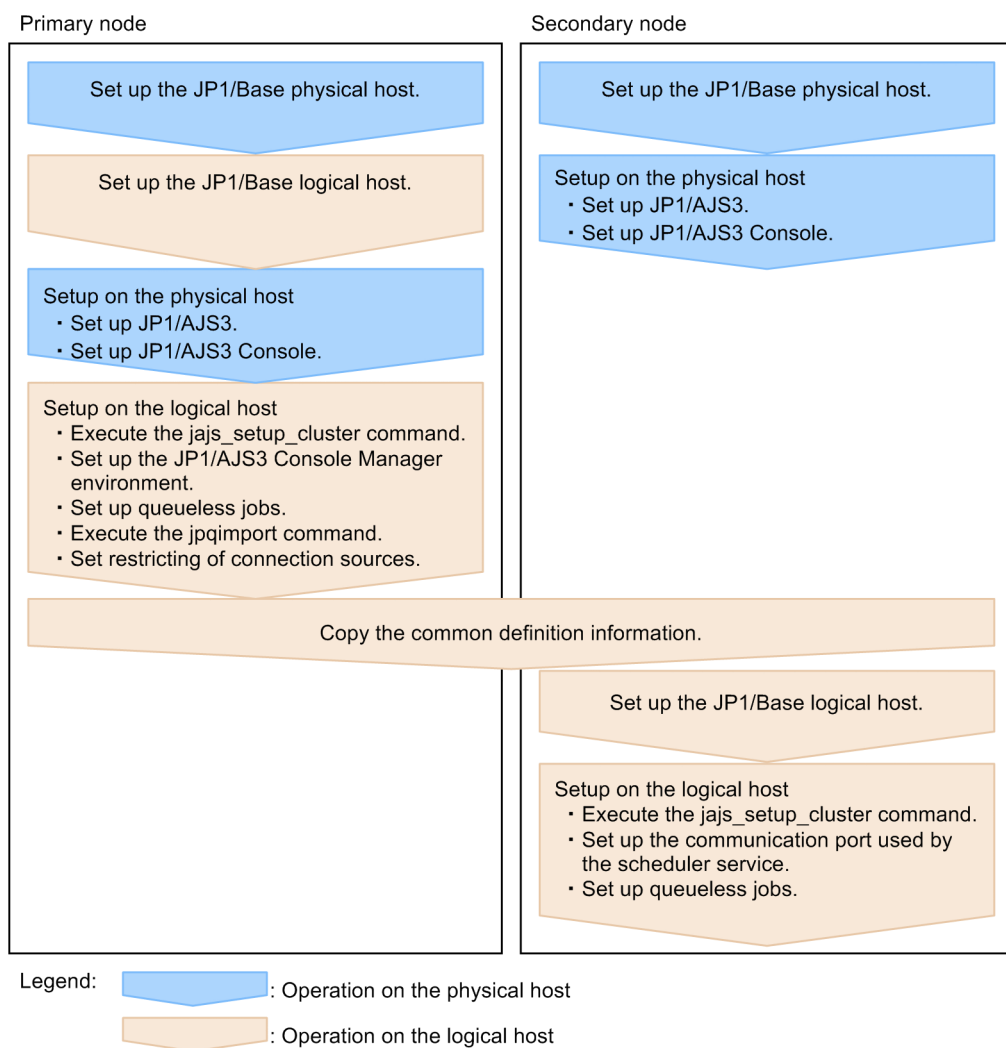 Primary node
Set up the JP1/Base physical host.
Set up the JP1/Base logical host.
Setup on the physical host
・Set up JP1/AJS3.
・Set up JP1/AJS3 Console.
Setup on the logical host
・Execute the jajs_setup_cluster command.
・Set up the JP1/AJS3 Console Manager
environment.
・Set up queueless jobs.
・Execute the jpqimport command.
・Set restricting of connection sources.
Secondary node
Set up the JP1/Base physical host.
Setup on the physical host
・Set up JP1/AJS3.
・Set up JP1/AJS3 Console.
Copy the common definition information.
Set up the JP1/Base logical host.
Setup on the logical host
・Execute the jajs_setup_cluster command.
・Set up the communication port used by
the scheduler service.
・Set up queueless jobs.
Legend:
: Operation on the physical host
: Operation on the logical host